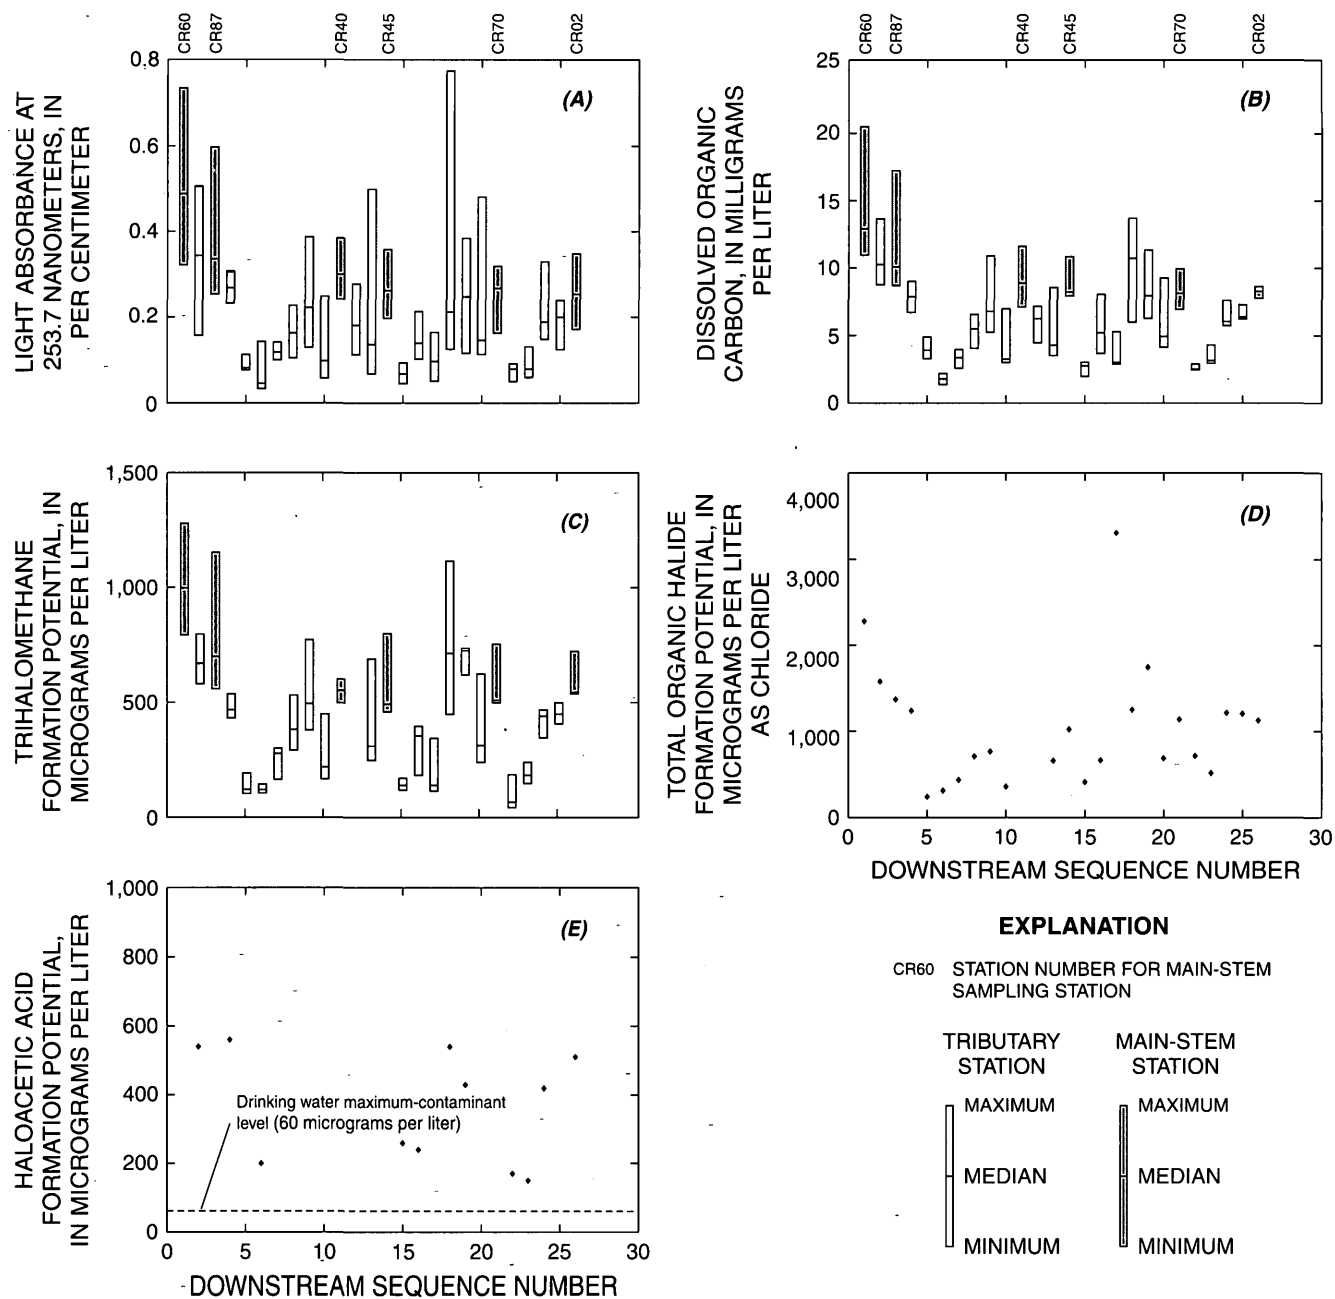 CR60
CR87
CR40
CR45
CR70
CR02
LIGHT ABSORBANCE AT
253.7 NANOMETERS, IN
PER CENTIMETER
0.8
0.6
0.4
0.2
0
(A)
CR60
CR87
CR40
CR45
CR70
CR02
DISSOLVED ORGANIC
CARBON, IN MILLIGRAMS
PER LITER
25
20
15
10
5
0
(B)
TRIHALOMETHANE
FORMATION POTENTIAL, IN
MICROGRAMS PER LITER
1,500
1,000
500
0
(C)
TOTAL ORGANIC HALIDE
FORMATION POTENTIAL, IN
MICROGRAMS PER LITER
AS CHLORIDE
4,000
3,000
2,000
1,000
0
(D)
0 5 10 15 20 25 30
DOWNSTREAM SEQUENCE NUMBER
HALOACETIC ACID
FORMATION POTENTIAL,
IN MICROGRAMS PER LITER
1,000
800
600
400
200
0
(E)
Drinking water maximum-contaminant
level (60 micrograms per liter)
0 5 10 15 20 25 30
DOWNSTREAM SEQUENCE NUMBER
EXPLANATION
CR60 STATION NUMBER FOR MAIN-STEM
SAMPLING STATION
TRIBUTARY
STATION
MAXIMUM
MEDIAN
MINIMUM
MAIN-STEM
STATION
MAXIMUM
MEDIAN
MINIMUM